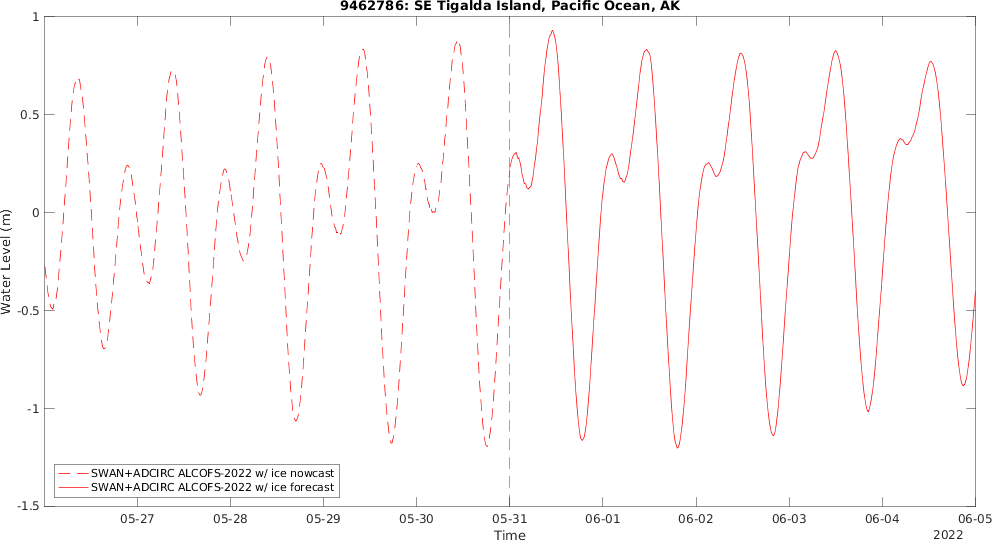 9462786: SE Tigalda Island, Pacific Ocean, AK
1
0.5
0
-0.5
-1
-1.5
Water Level (m)
SWAN+ADCIRC ALCOFS-2022 w/ ice nowcast
SWAN+ADCIRC ALCOFS-2022 w/ ice forecast
05-27 05-28 05-29 05-30 05-31 06-01 06-02 06-03 06-04 06-05
Time
2022